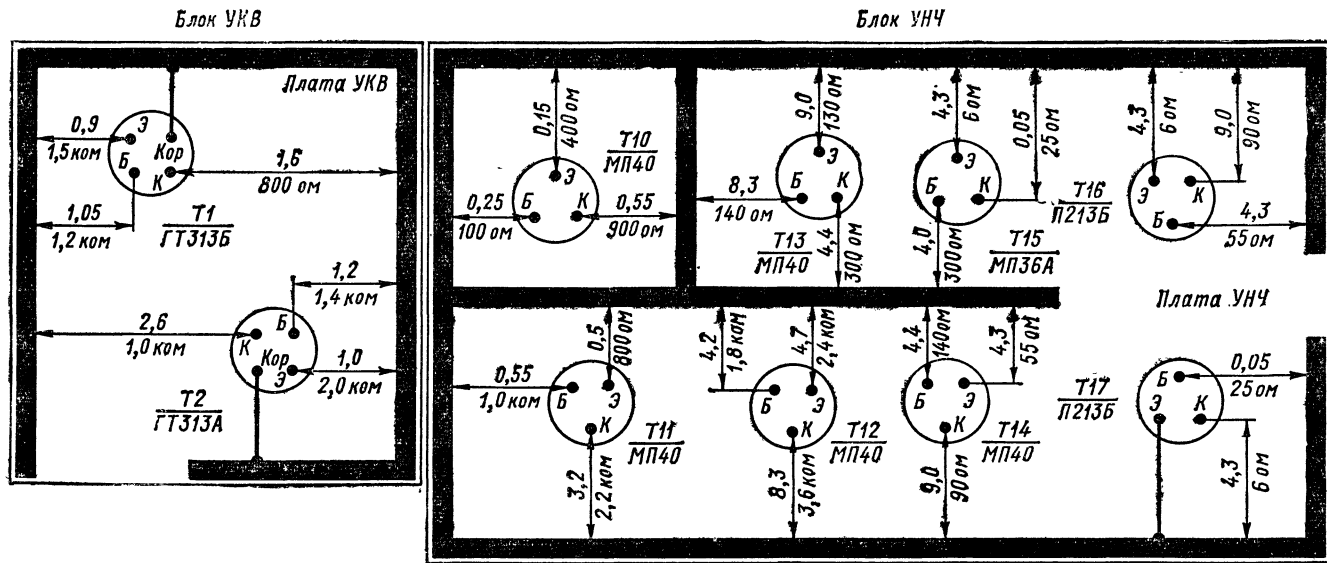 Блок УКВ
Плата УКВ
0,9
1,5 ком
Э
Кор
Б
К
1,6
800 ом
1,05
1,2 ком
Т1
ГТ313Б
1,2
1,4 ком
2,6
1,0 ком
К
Б
Кор
Э
1,0
2,0 ком
Т2
ГТ313А
Блок УНЧ
0,15
400 ом
Т10
МП40
Э
Б
К
0,25
100 ом
0,55
900 ом
9,0
130 ом
Э
Б
К
8,3
140 ом
Т13
МП40
4,4
300 ом
4,3
6 ом
0,05
25 ом
Э
Б
К
4,0
300 ом
Т15
МП36А
4,3
6 ом
9,0
90 ом
Т16
П213Б
Э
К
Б
4,3
55 ом
Плата УНЧ
0,5
800 ом
0,55
1,0 ком
Б
Э
К
Т11
МП40
3,2
2,2 ком
4,2
1,8 ком
4,7
2,4 ком
Б
Э
К
Т12
МП40
8,3
3,6 ком
4,4
140 ом
4,3
55 ом
Б
Э
К
Т14
МП40
9,0
90 ом
Т17
П213Б
Б
Э
К
0,05
25 ом
4,3
6 ом